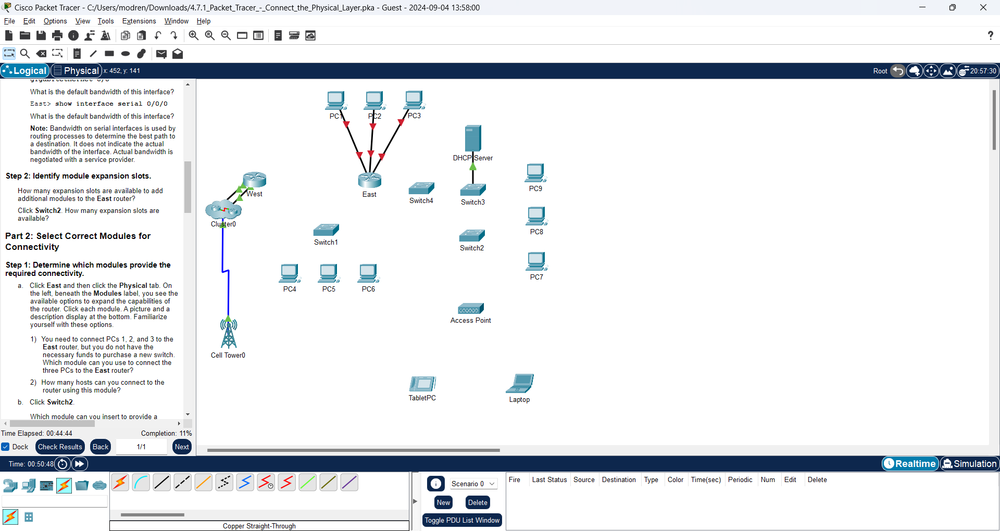 Cisco Packet Tracer - C:/Users/modren/Downloads/4.7.1_Packet_Tracer_-_Connect_the_Physical_Layer.pka - Guest - 2024-09-04 13:58:00
File Edit Options View Tools Extensions Window Help
Logical Physical x: 452, y: 141 Root 20:57:30
What is the default bandwidth of this interface?
East> show interface serial 0/0/0
What is the default bandwidth of this interface?
Note: Bandwidth on serial interfaces is used by
routing processes to determine the best path to
a destination. It does not indicate the actual
bandwidth of the interface. Actual bandwidth is
negotiated with a service provider.
Step 2: Identify module expansion slots.
How many expansion slots are available to add
additional modules to the East router?
Click Switch2. How many expansion slots are
available?
Part 2: Select Correct Modules for
Connectivity
Step 1: Determine which modules provide the
required connectivity.
a. Click East and then click the Physical tab. On
the left, beneath the Modules label, you see the
available options to expand the capabilities of
the router. Click each module. A picture and a
description display at the bottom. Familiarize
yourself with these options.
1) You need to connect PCs 1, 2, and 3 to the
East router, but you do not have the
necessary funds to purchase a new switch.
Which module can you use to connect the
three PCs to the East router?
2) How many hosts can you connect to the
router using this module?
b. Click Switch2.
Which module can you insert to provide a
Time Elapsed: 00:44:44 Completion: 11%
Dock Check Results Back 1/1 Next
PC1 PC2 PC3
DHCP Server
West East Switch4 Switch3 PC9
Cluster0
PC8
Switch1 Switch2
PC4 PC5 PC6 PC7
Access Point
Cell Tower0
TabletPC Laptop
Time: 00:50:48 Realtime Simulation
Copper Straight-Through
Scenario 0
New Delete
Toggle PDU List Window
Fire Last Status Source Destination Type Color Time(sec) Periodic Num Edit Delete